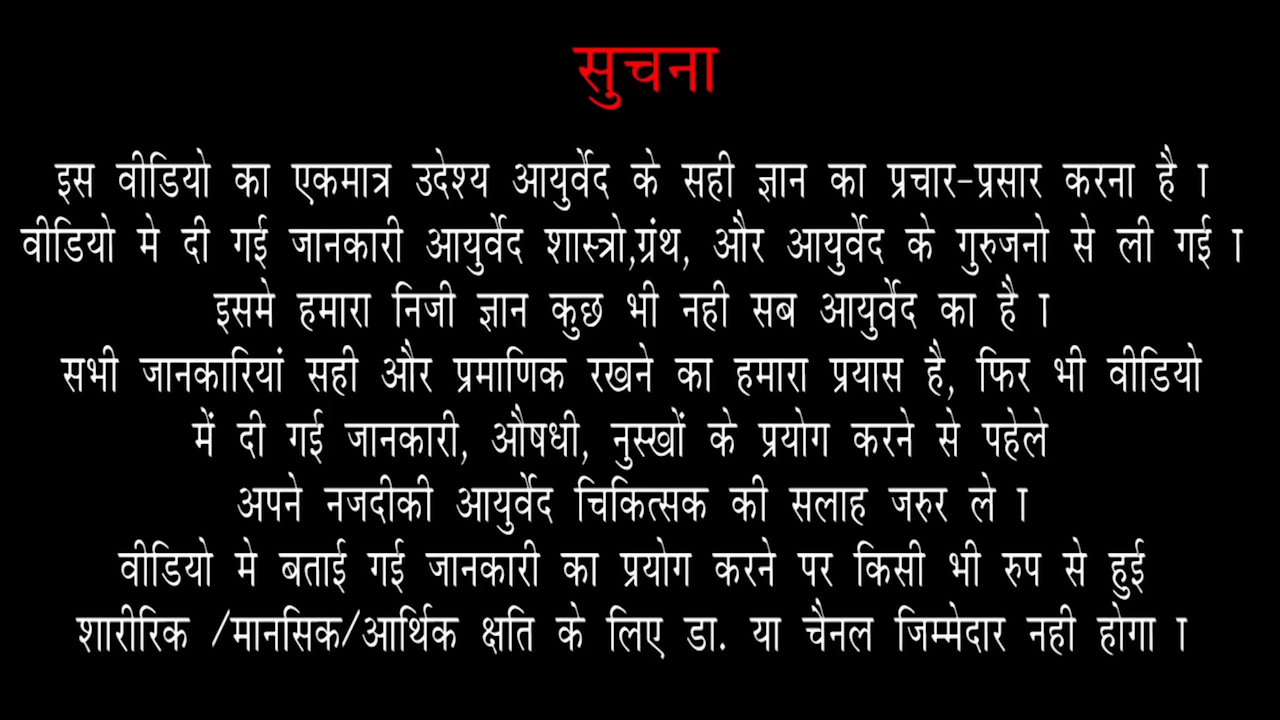 सुचना
इस वीडियो का एकमात्र उदेश्य आयुर्वेद के सही ज्ञान का प्रचार-प्रसार करना है ।
वीडियो मे दी गई जानकारी आयुर्वेद शास्त्रो,ग्रंथ, और आयुर्वेद के गुरुजनो से ली गई ।
इसमे हमारा निजी ज्ञान कुछ भी नही सब आयुर्वेद का है ।
सभी जानकारियां सही और प्रमाणिक रखने का हमारा प्रयास है, फिर भी वीडियो
में दी गई जानकारी, औषधी, नुस्खों के प्रयोग करने से पहेले
अपने नजदीकी आयुर्वेद चिकित्सक की सलाह जरुर ले ।
वीडियो मे बताई गई जानकारी का प्रयोग करने पर किसी भी रुप से हुई
शारीरिक /मानसिक/आर्थिक क्षति के लिए डा. या चैनल जिम्मेदार नही होगा ।